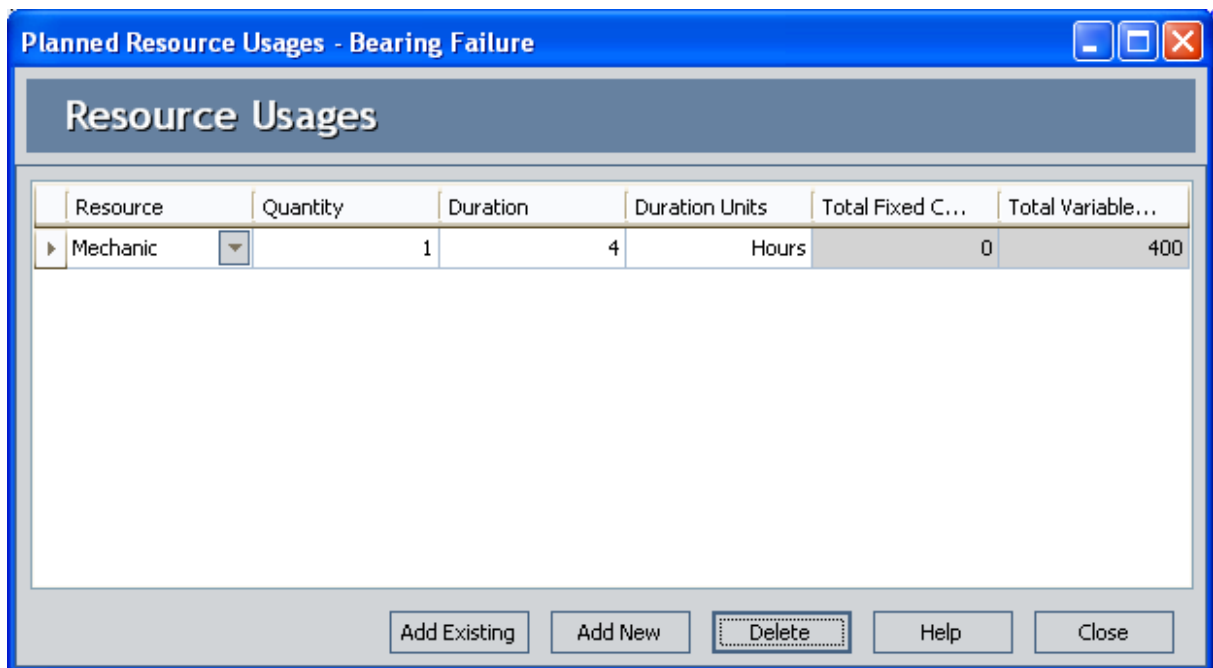 Planned Resource Usages - Bearing Failure
Resource Usages
Resource Quantity Duration Duration Units Total Fixed C... Total Variable...
Mechanic 1 4 Hours 0 400
Add Existing Add New Delete Help Close